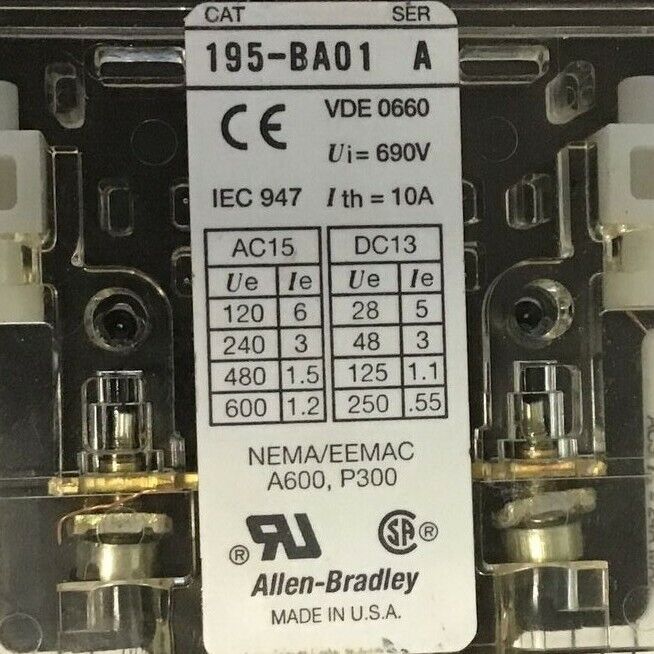 CAT SER
195-BA01 A
CE VDE 0660
Ui = 690V
IEC 947 Ith = 10A
AC15 DC13
Ue Ie Ue Ie
120 6 28 5
240 3 48 3
480 1.5 125 1.1
600 1.2 250 .55
NEMA/EEMAC
A600, P300
® RU SA ®
Allen-Bradley
MADE IN U.S.A.